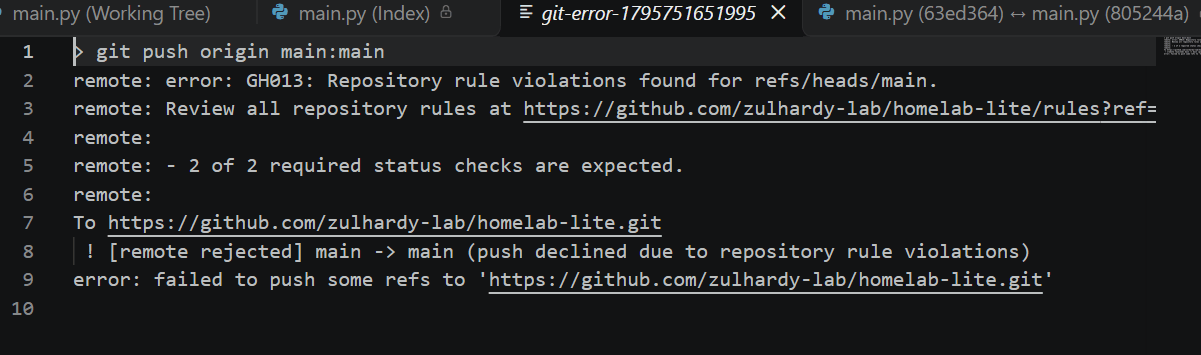 main.py (Working Tree) main.py (Index) git-error-1795751651995 main.py (63ed364) ↔ main.py (805244a)
1 > git push origin main:main
2 remote: error: GH013: Repository rule violations found for refs/heads/main.
3 remote: Review all repository rules at https://github.com/zulhardy-lab/homelab-lite/rules?ref=
4 remote:
5 remote: - 2 of 2 required status checks are expected.
6 remote:
7 To https://github.com/zulhardy-lab/homelab-lite.git
8 ! [remote rejected] main -> main (push declined due to repository rule violations)
9 error: failed to push some refs to 'https://github.com/zulhardy-lab/homelab-lite.git'
10